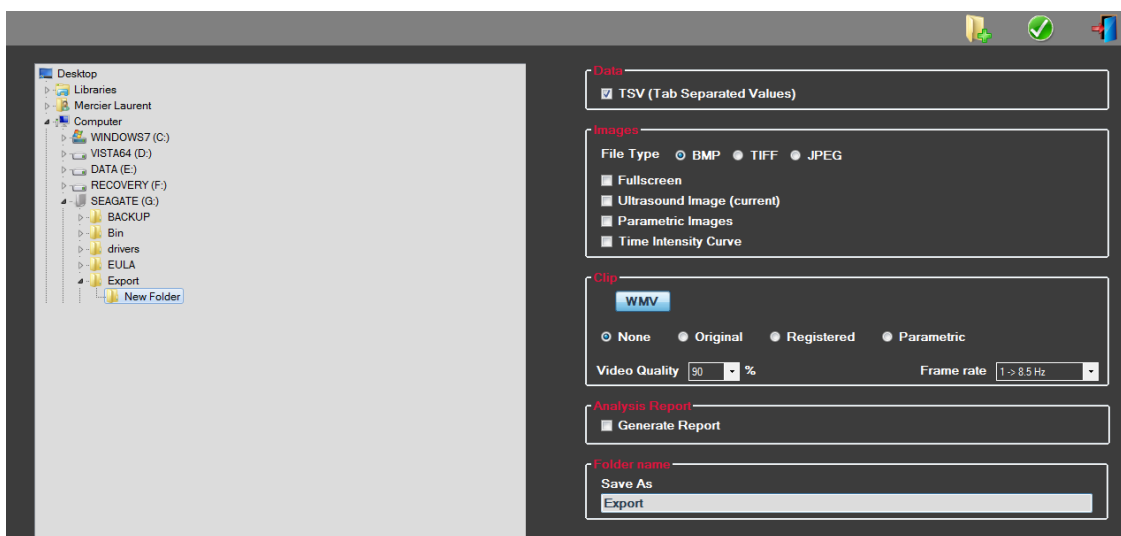 Desktop
Libraries
Mercier Laurent
Computer
WINDOWS7 (C:)
VISTA64 (D:)
DATA (E:)
RECOVERY (F:)
SEAGATE (G:)
BACKUP
Bin
drivers
EULA
Export
New Folder
Data
TSV (Tab Separated Values)
Images
File Type BMP TIFF JPEG
Fullscreen
Ultrasound Image (current)
Parametric Images
Time Intensity Curve
Clip
WMV
None Original Registered Parametric
Video Quality 90 % Frame rate 1 -> 8.5 Hz
Analysis Report
Generate Report
Folder name
Save As
Export